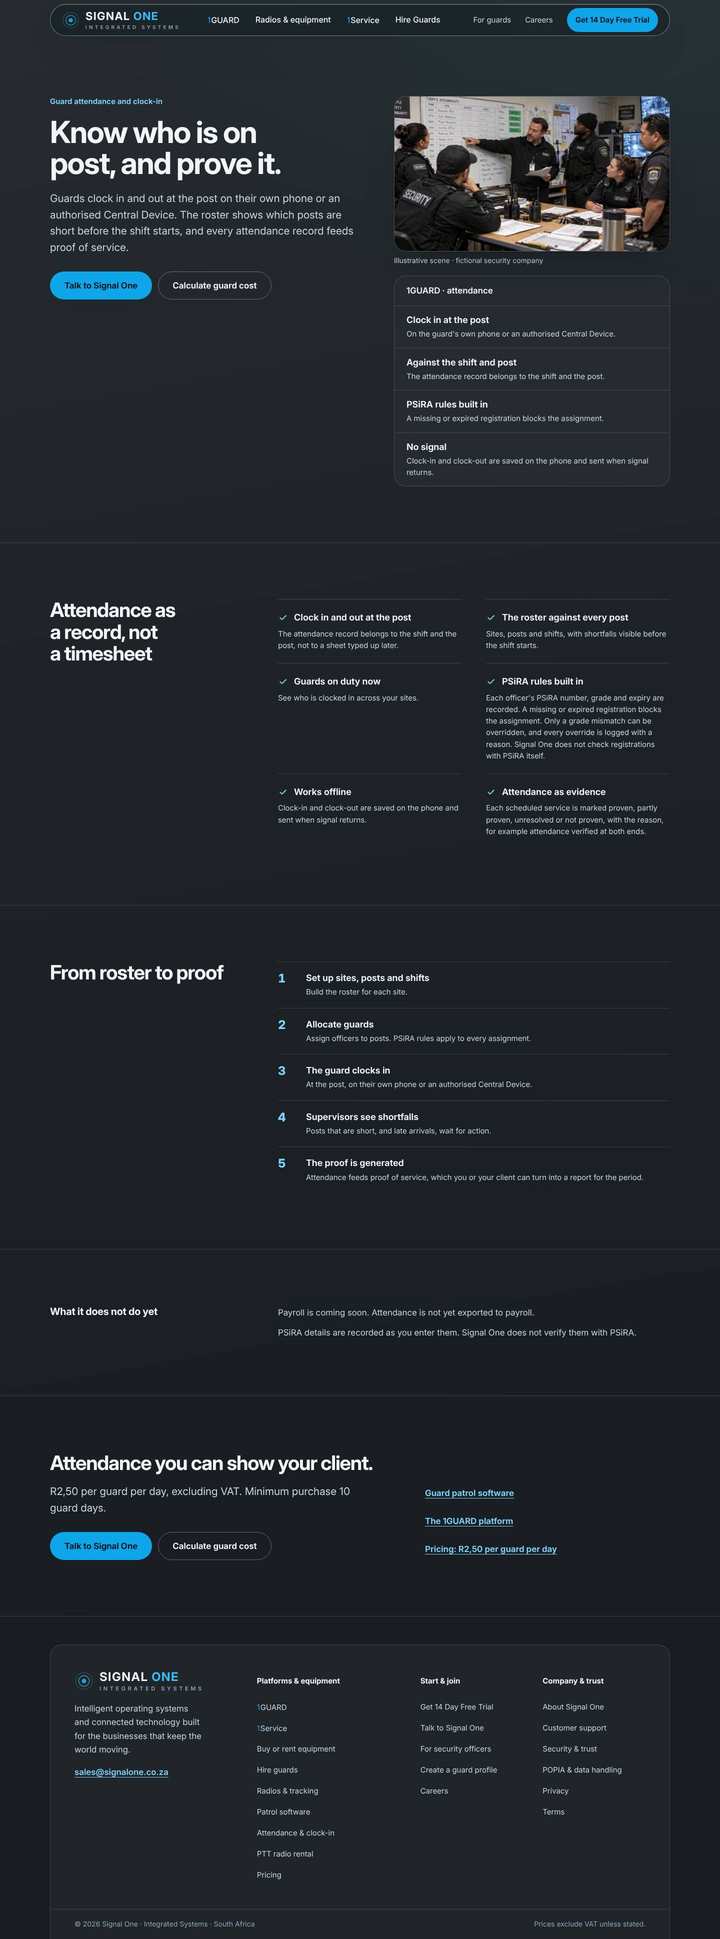 SIGNAL ONE
INTEGRATED SYSTEMS
1GUARD
Radios & equipment
1Service
Hire Guards
For guards
Careers
Get 14 Day Free Trial
Guard attendance and clock-in
Know who is on
post, and prove it.
Guards clock in and out at the post on their own phone or an
authorised Central Device. The roster shows which posts are
short before the shift starts, and every attendance record feeds
proof of service.
Talk to Signal One
Calculate guard cost
SECURITY
Illustrative scene · fictional security company
1GUARD · attendance
Clock in at the post
On the guard's own phone or an authorised Central Device.
Against the shift and post
The attendance record belongs to the shift and the post.
PSiRA rules built in
A missing or expired registration blocks the assignment.
No signal
Clock-in and clock-out are saved on the phone and sent when signal
returns.
Attendance as
a record, not
a timesheet
Clock in and out at the post
The attendance record belongs to the shift and the
post, not to a sheet typed up later.
The roster against every post
Sites, posts and shifts, with shortfalls visible before
the shift starts.
Guards on duty now
See who is clocked in across your sites.
PSiRA rules built in
Each officer's PSiRA number, grade and expiry are
recorded. A missing or expired registration blocks
the assignment. Only a grade mismatch can be
overridden, and every override is logged with a
reason. Signal One does not check registrations
with PSiRA itself.
Works offline
Clock-in and clock-out are saved on the phone and
sent when signal returns.
Attendance as evidence
Each scheduled service is marked proven, partly
proven, unresolved or not proven, with the reason,
for example attendance verified at both ends.
From roster to proof
1
Set up sites, posts and shifts
Build the roster for each site.
2
Allocate guards
Assign officers to posts. PSiRA rules apply to every assignment.
3
The guard clocks in
At the post, on their own phone or an authorised Central Device.
4
Supervisors see shortfalls
Posts that are short, and late arrivals, wait for action.
5
The proof is generated
Attendance feeds proof of service, which you or your client can turn into a report for the period.
What it does not do yet
Payroll is coming soon. Attendance is not yet exported to payroll.
PSiRA details are recorded as you enter them. Signal One does not verify them with PSiRA.
Attendance you can show your client.
R2,50 per guard per day, excluding VAT. Minimum purchase 10
guard days.
Talk to Signal One
Calculate guard cost
Guard patrol software
The 1GUARD platform
Pricing: R2,50 per guard per day
SIGNAL ONE
INTEGRATED SYSTEMS
Intelligent operating systems
and connected technology built
for the businesses that keep the
world moving.
sales@signalone.co.za
Platforms & equipment
1GUARD
1Service
Buy or rent equipment
Hire guards
Radios & tracking
Patrol software
Attendance & clock-in
PTT radio rental
Pricing
Start & join
Get 14 Day Free Trial
Talk to Signal One
For security officers
Create a guard profile
Careers
Company & trust
About Signal One
Customer support
Security & trust
POPIA & data handling
Privacy
Terms
© 2026 Signal One · Integrated Systems · South Africa
Prices exclude VAT unless stated.